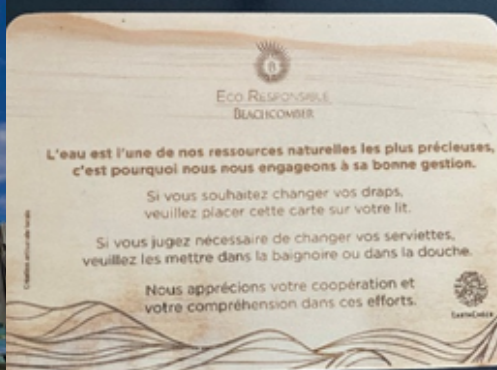 ECO RESPONSIBLE
BEACHCOMBER
L'eau est l'une de nos ressources naturelles les plus précieuses,
c'est pourquoi nous nous engageons à sa bonne gestion.
Si vous souhaitez changer vos draps,
veuillez placer cette carte sur votre lit.
Si vous jugez nécessaire de changer vos serviettes,
veuillez les mettre dans la baignoire ou dans la douche.
Nous apprécions votre coopération et
votre compréhension dans ces efforts.
EARTHCHECK